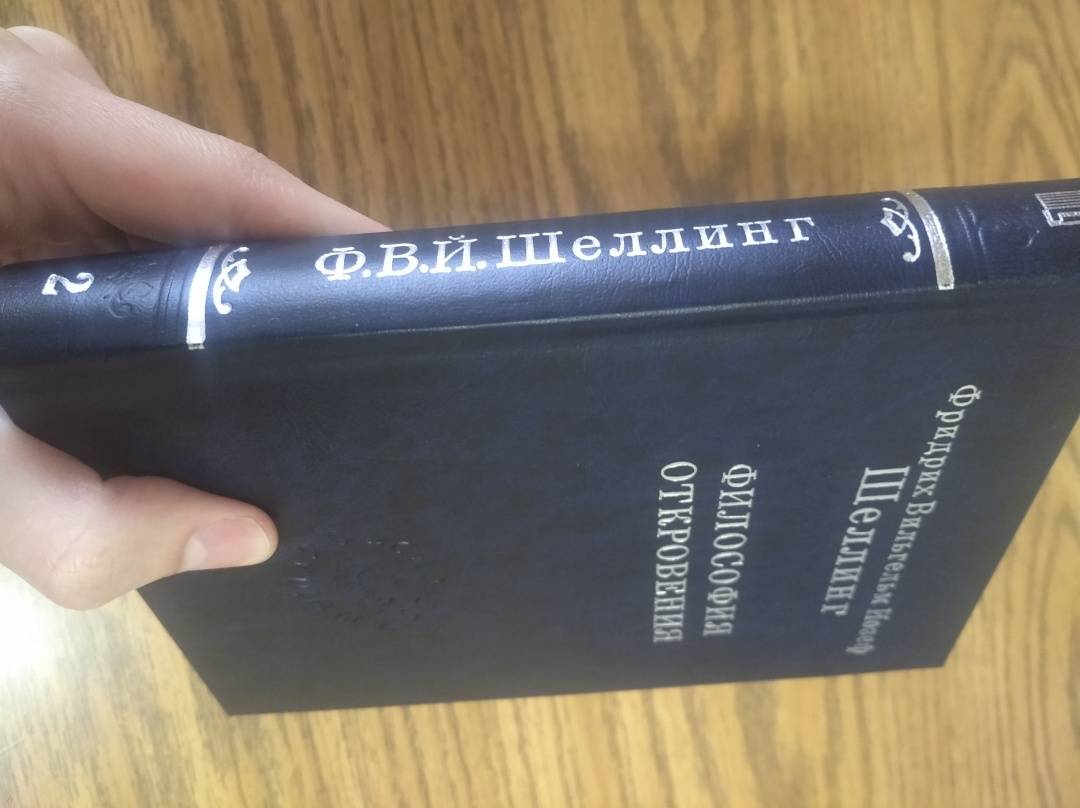 Ф.В.Й.Шеллинг
2
Фридрих Вильгельм Йозеф
Шеллинг
ФИЛОСОФИЯ
ОТКРОВЕНИЯ